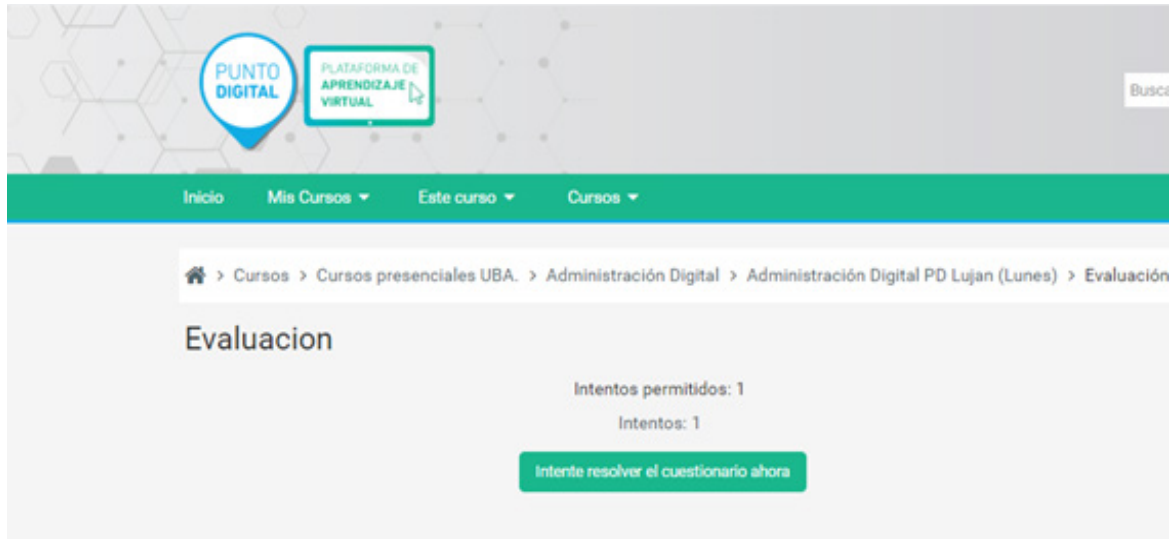 PUNTO
DIGITAL
PLATAFORMA DE
APRENDIZAJE
VIRTUAL
Busca
Inicio Mis Cursos Este curso Cursos
> Cursos > Cursos presenciales UBA. > Administración Digital > Administración Digital PD Lujan (Lunes) > Evaluación
Evaluacion
Intentos permitidos: 1
Intentos: 1
Intente resolver el cuestionario ahora